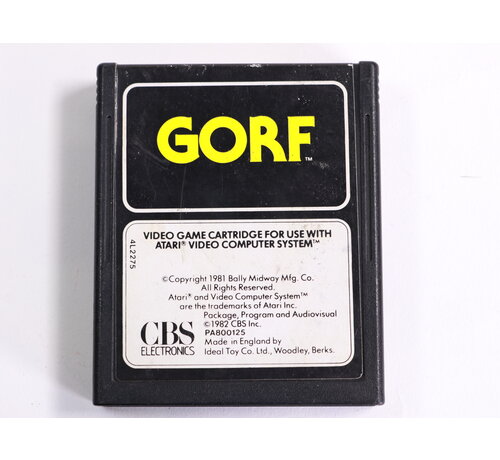 GORF™
VIDEO GAME CARTRIDGE FOR USE WITH
ATARI® VIDEO COMPUTER SYSTEM™
4L2275
©Copyright 1981 Bally Midway Mfg. Co.
All Rights Reserved.
Atari® and Video Computer System™
are the trademarks of Atari Inc.
Package, Program and Audiovisual
©1982 CBS Inc.
PA800125
Made in England by
Ideal Toy Co. Ltd., Woodley, Berks.
CBS
ELECTRONICS